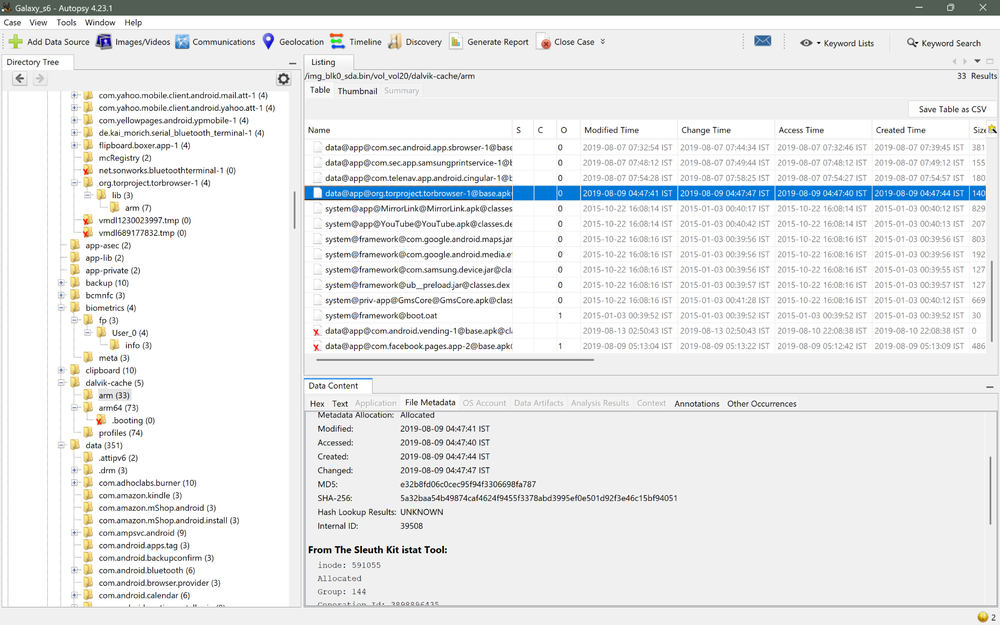 Galaxy_s6 - Autopsy 4.23.1
Case View Tools Window Help
Add Data Source Images/Videos Communications Geolocation Timeline Discovery Generate Report Close Case Keyword Lists Keyword Search
Directory Tree
com.yahoo.mobile.client.android.mail.att-1 (4)
com.yahoo.mobile.client.android.yahoo.att-1 (4)
com.yellowpages.android.ypmobile-1 (4)
de.kai_morich.serial_bluetooth_terminal-1 (4)
flipboard.boxer.app-1 (4)
mcRegistry (2)
net.sonworks.bluetoothterminal-1 (0)
org.torproject.torbrowser-1 (4)
lib (3)
arm (7)
vmdl1230023997.tmp (0)
vmdl689177832.tmp (0)
app-asec (2)
app-lib (2)
app-private (2)
backup (10)
bcmnfc (3)
biometrics (4)
fp (3)
User_0 (4)
info (3)
meta (3)
clipboard (10)
dalvik-cache (5)
arm (33)
arm64 (73)
.booting (0)
profiles (74)
data (351)
.attipv6 (2)
.drm (3)
com.adhoclabs.burner (10)
com.amazon.kindle (3)
com.amazon.mShop.android (3)
com.amazon.mShop.android.install (3)
com.ampsvc.android (9)
com.android.apps.tag (3)
com.android.backupconfirm (3)
com.android.bluetooth (6)
com.android.browser.provider (3)
com.android.calendar (6)
Listing
/img_blk0_sda.bin/vol_vol20/dalvik-cache/arm 33 Results
Table Thumbnail Summary
Save Table as CSV
Name S C O Modified Time Change Time Access Time Created Time Size
data@app@com.sec.android.app.sbrowser-1@base 0 2019-08-07 07:32:54 IST 2019-08-07 07:44:34 IST 2019-08-07 07:32:46 IST 2019-08-07 07:39:45 IST 381
data@app@com.sec.app.samsungprintservice-1@b 0 2019-08-07 07:48:12 IST 2019-08-07 07:49:44 IST 2019-08-07 07:48:12 IST 2019-08-07 07:49:12 IST 155
data@app@com.telenav.app.android.cingular-1@b 0 2019-08-07 07:54:28 IST 2019-08-07 07:58:25 IST 2019-08-07 07:54:27 IST 2019-08-07 07:54:57 IST 180
data@app@org.torproject.torbrowser-1@base.apk 0 2019-08-09 04:47:41 IST 2019-08-09 04:47:47 IST 2019-08-09 04:47:40 IST 2019-08-09 04:47:44 IST 140
system@app@MirrorLink@MirrorLink.apk@classes 0 2015-10-22 16:08:14 IST 2015-01-03 00:40:17 IST 2015-10-22 16:08:14 IST 2015-01-03 00:40:12 IST 829
system@app@YouTube@YouTube.apk@classes.de 0 2015-10-22 16:08:14 IST 2015-01-03 00:40:42 IST 2015-10-22 16:08:14 IST 2015-01-03 00:40:13 IST 207
system@framework@com.google.android.maps.jar 0 2015-10-22 16:08:16 IST 2015-01-03 00:39:56 IST 2015-10-22 16:08:16 IST 2015-01-03 00:39:56 IST 803
system@framework@com.google.android.media.e 0 2015-10-22 16:08:16 IST 2015-01-03 00:39:56 IST 2015-10-22 16:08:16 IST 2015-01-03 00:39:56 IST 192
system@framework@com.samsung.device.jar@cla 0 2015-10-22 16:08:16 IST 2015-01-03 00:39:56 IST 2015-10-22 16:08:16 IST 2015-01-03 00:39:55 IST 127
system@framework@ub__preload.jar@classes.dex 0 2015-10-22 16:08:16 IST 2015-01-03 00:39:57 IST 2015-10-22 16:08:16 IST 2015-01-03 00:39:57 IST 127
system@priv-app@GmsCore@GmsCore.apk@class 0 2015-10-22 16:08:16 IST 2015-01-03 00:41:28 IST 2015-10-22 16:08:16 IST 2015-01-03 00:40:12 IST 669
system@framework@boot.oat 1 2015-01-03 00:39:52 IST 2015-01-03 00:39:52 IST 2015-01-03 00:39:52 IST 2015-01-03 00:39:52 IST 30
data@app@com.android.vending-1@base.apk@cl 2019-08-13 02:50:43 IST 2019-08-13 02:50:43 IST 2019-08-10 22:08:38 IST 2019-08-10 22:08:38 IST 0
data@app@com.facebook.pages.app-2@base.apk 1 2019-08-09 05:13:04 IST 2019-08-09 05:13:22 IST 2019-08-09 05:12:42 IST 2019-08-09 05:13:09 IST 486
Data Content
Hex Text Application File Metadata OS Account Data Artifacts Analysis Results Context Annotations Other Occurrences
Metadata Allocation: Allocated
Modified: 2019-08-09 04:47:41 IST
Accessed: 2019-08-09 04:47:40 IST
Created: 2019-08-09 04:47:44 IST
Changed: 2019-08-09 04:47:47 IST
MD5: e32b8fd06c0cec95f94f3306698fa787
SHA-256: 5a32baa54b49874caf4624f9455f3378abd3995ef0e501d92f3e46c15bf94051
Hash Lookup Results: UNKNOWN
Internal ID: 39508
From The Sleuth Kit istat Tool:
inode: 591055
Allocated
Group: 144
Generation Id: 3898896435
2